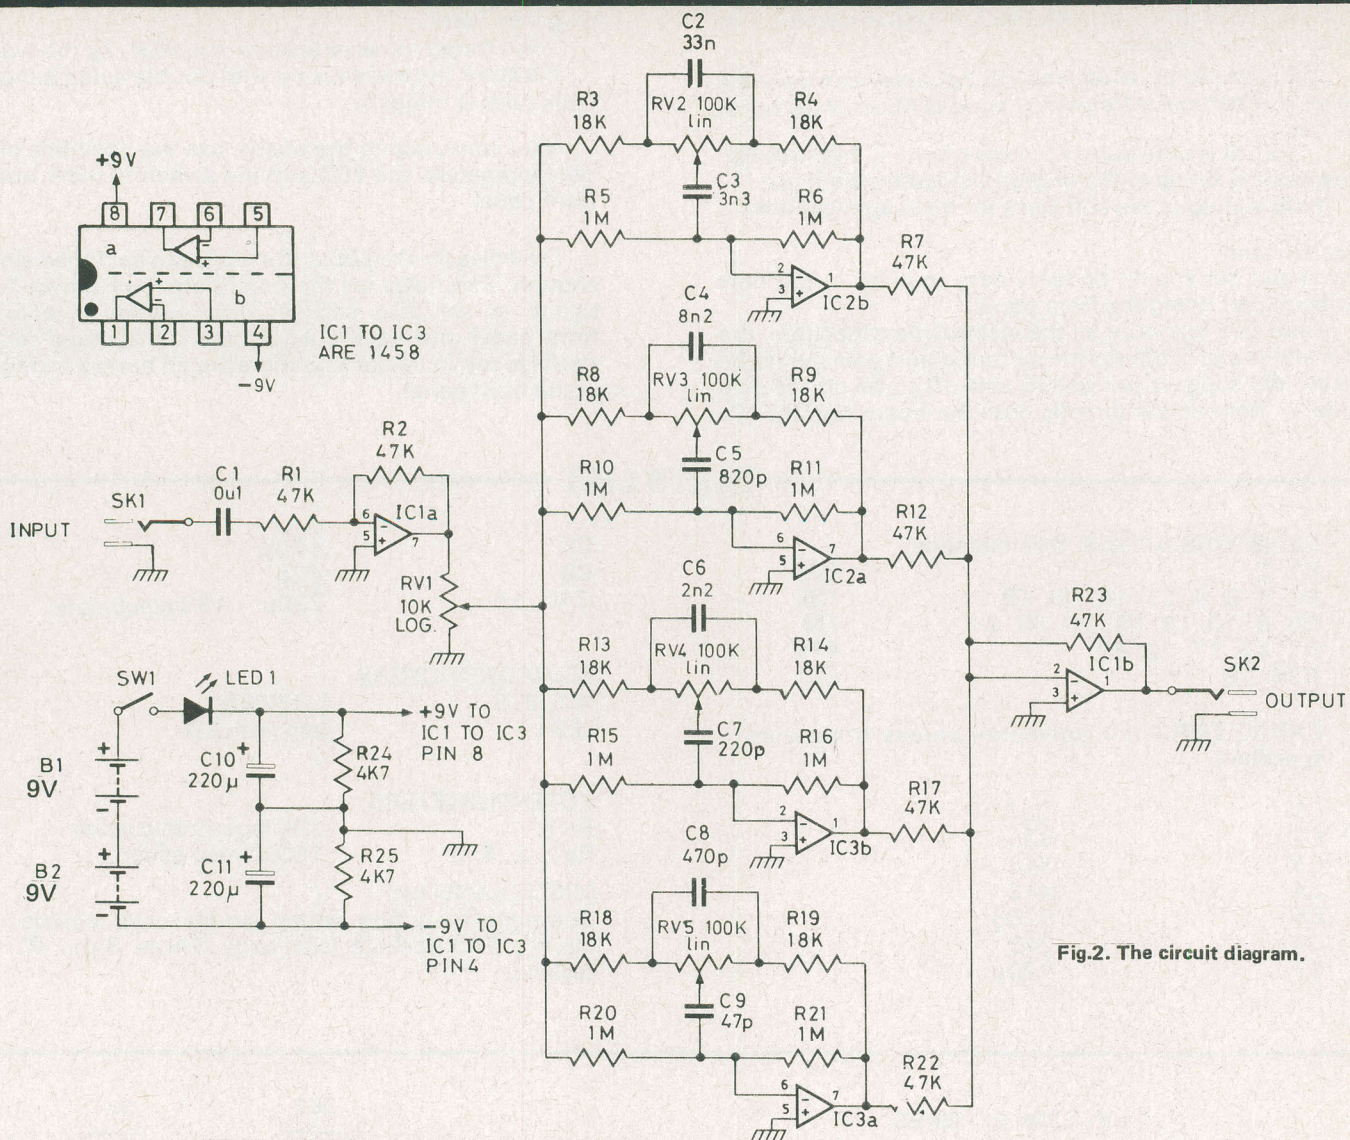 C2
33n
R3
18K
RV2 100K
lin
R4
18K
C3
3n3
R5
1M
R6
1M
R7
47K
2
3
1
-
+
IC2b
+9V
8
7
6
5
a
b
-
+
+
-
1
2
3
4
-9V
IC1 TO IC3
ARE 1458
C4
8n2
R8
18K
RV3 100K
lin
R9
18K
C5
820p
R10
1M
R11
1M
R12
47K
6
5
7
-
+
IC2a
INPUT
SK1
C1
0u1
R1
47K
R2
47K
6
5
7
-
+
IC1a
RV1
10K
LOG.
C6
2n2
R13
18K
RV4 100K
lin
R14
18K
C7
220p
R15
1M
R16
1M
R17
47K
2
3
1
-
+
IC3b
R23
47K
2
3
1
-
+
IC1b
SK2
OUTPUT
SW1
LED 1
+9V TO
IC1 TO IC3
PIN 8
B1
9V
+
-
B2
9V
+
-
C10
220µ
+
C11
220µ
+
R24
4K7
R25
4K7
-9V TO
IC1 TO IC3
PIN4
C8
470p
R18
18K
RV5 100K
lin
R19
18K
C9
47p
R20
1M
R21
1M
R22
47K
6
5
7
-
+
IC3a
Fig.2. The circuit diagram.